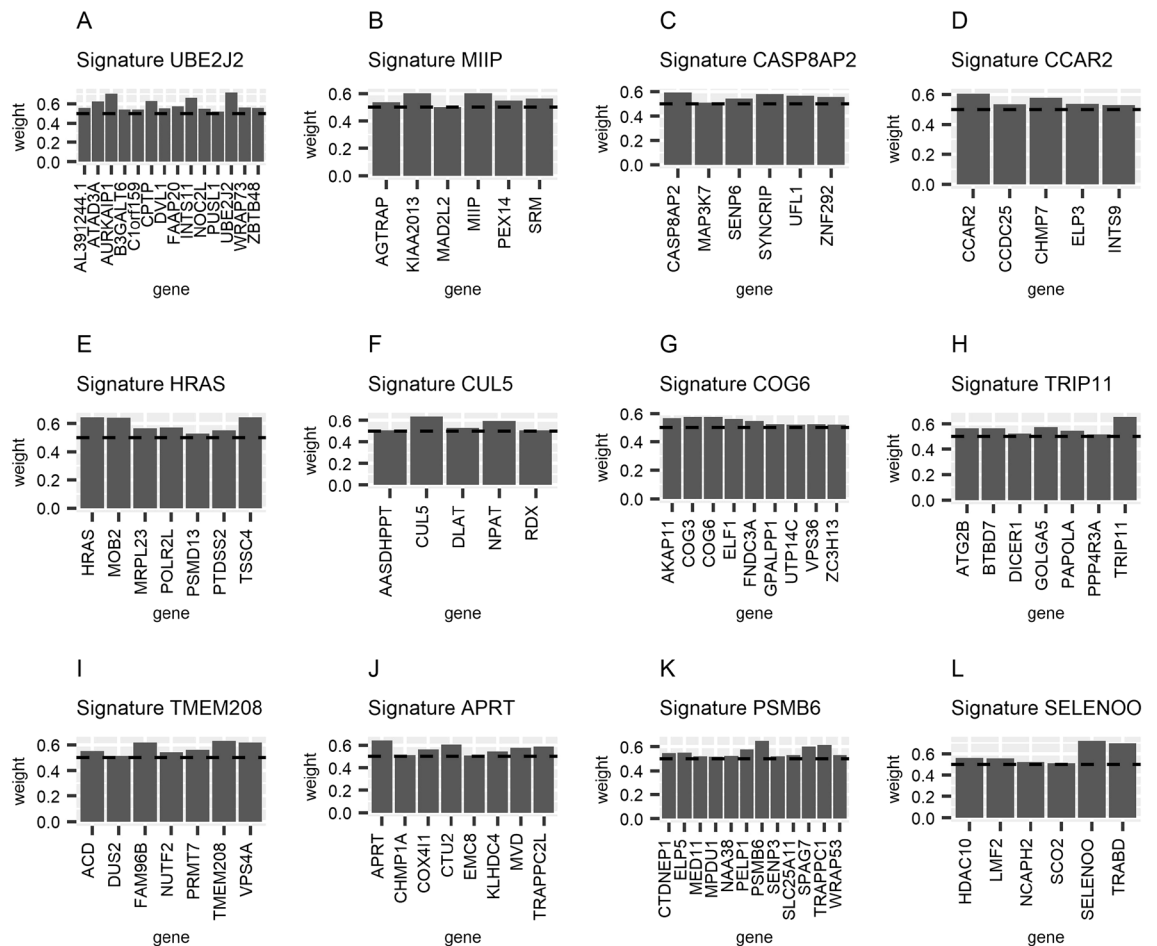 A
Signature UBE2J2
weight
0.6
0.4
0.2
0.0
AL391244.1
ATAD3A
AURKAIP1
B3GALT6
C1orf159
CPTP
DVL1
FAAP20
INTS11
NOC2L
PUSL1
UBE2J2
WRAP73
ZBTB48
gene
B
Signature MIIP
weight
0.6
0.4
0.2
0.0
AGTRAP
KIAA2013
MAD2L2
MIIP
PEX14
SRM
gene
C
Signature CASP8AP2
weight
0.6
0.4
0.2
0.0
CASP8AP2
MAP3K7
SENP6
SYNCRIP
UFL1
ZNF292
gene
D
Signature CCAR2
weight
0.6
0.4
0.2
0.0
CCAR2
CCDC25
CHMP7
ELP3
INTS9
gene
E
Signature HRAS
weight
0.6
0.4
0.2
0.0
HRAS
MOB2
MRPL23
POLR2L
PSMD13
PTDSS2
TSSC4
gene
F
Signature CUL5
weight
0.6
0.4
0.2
0.0
AASDHPPT
CUL5
DLAT
NPAT
RDX
gene
G
Signature COG6
weight
0.6
0.4
0.2
0.0
AKAP11
COG3
COG6
ELF1
FNDC3A
GPALPP1
UTP14C
VPS36
ZC3H13
gene
H
Signature TRIP11
weight
0.6
0.4
0.2
0.0
ATG2B
BTBD7
DICER1
GOLGA5
PAPOLA
PPP4R3A
TRIP11
gene
I
Signature TMEM208
weight
0.6
0.4
0.2
0.0
ACD
DUS2
FAM96B
NUTF2
PRMT7
TMEM208
VPS4A
gene
J
Signature APRT
weight
0.6
0.4
0.2
0.0
APRT
CHMP1A
COX4I1
CTU2
EMC8
KLHDC4
MVD
TRAPPC2L
gene
K
Signature PSMB6
weight
0.6
0.4
0.2
0.0
CTDNEP1
ELP5
MED11
MPDU1
NAA38
PELP1
PSMB6
SENP3
SLC25A11
SPAG7
TRAPPC1
WRAP53
gene
L
Signature SELENOO
weight
0.6
0.4
0.2
0.0
HDAC10
LMF2
NCAPH2
SCO2
SELENOO
TRABD
gene